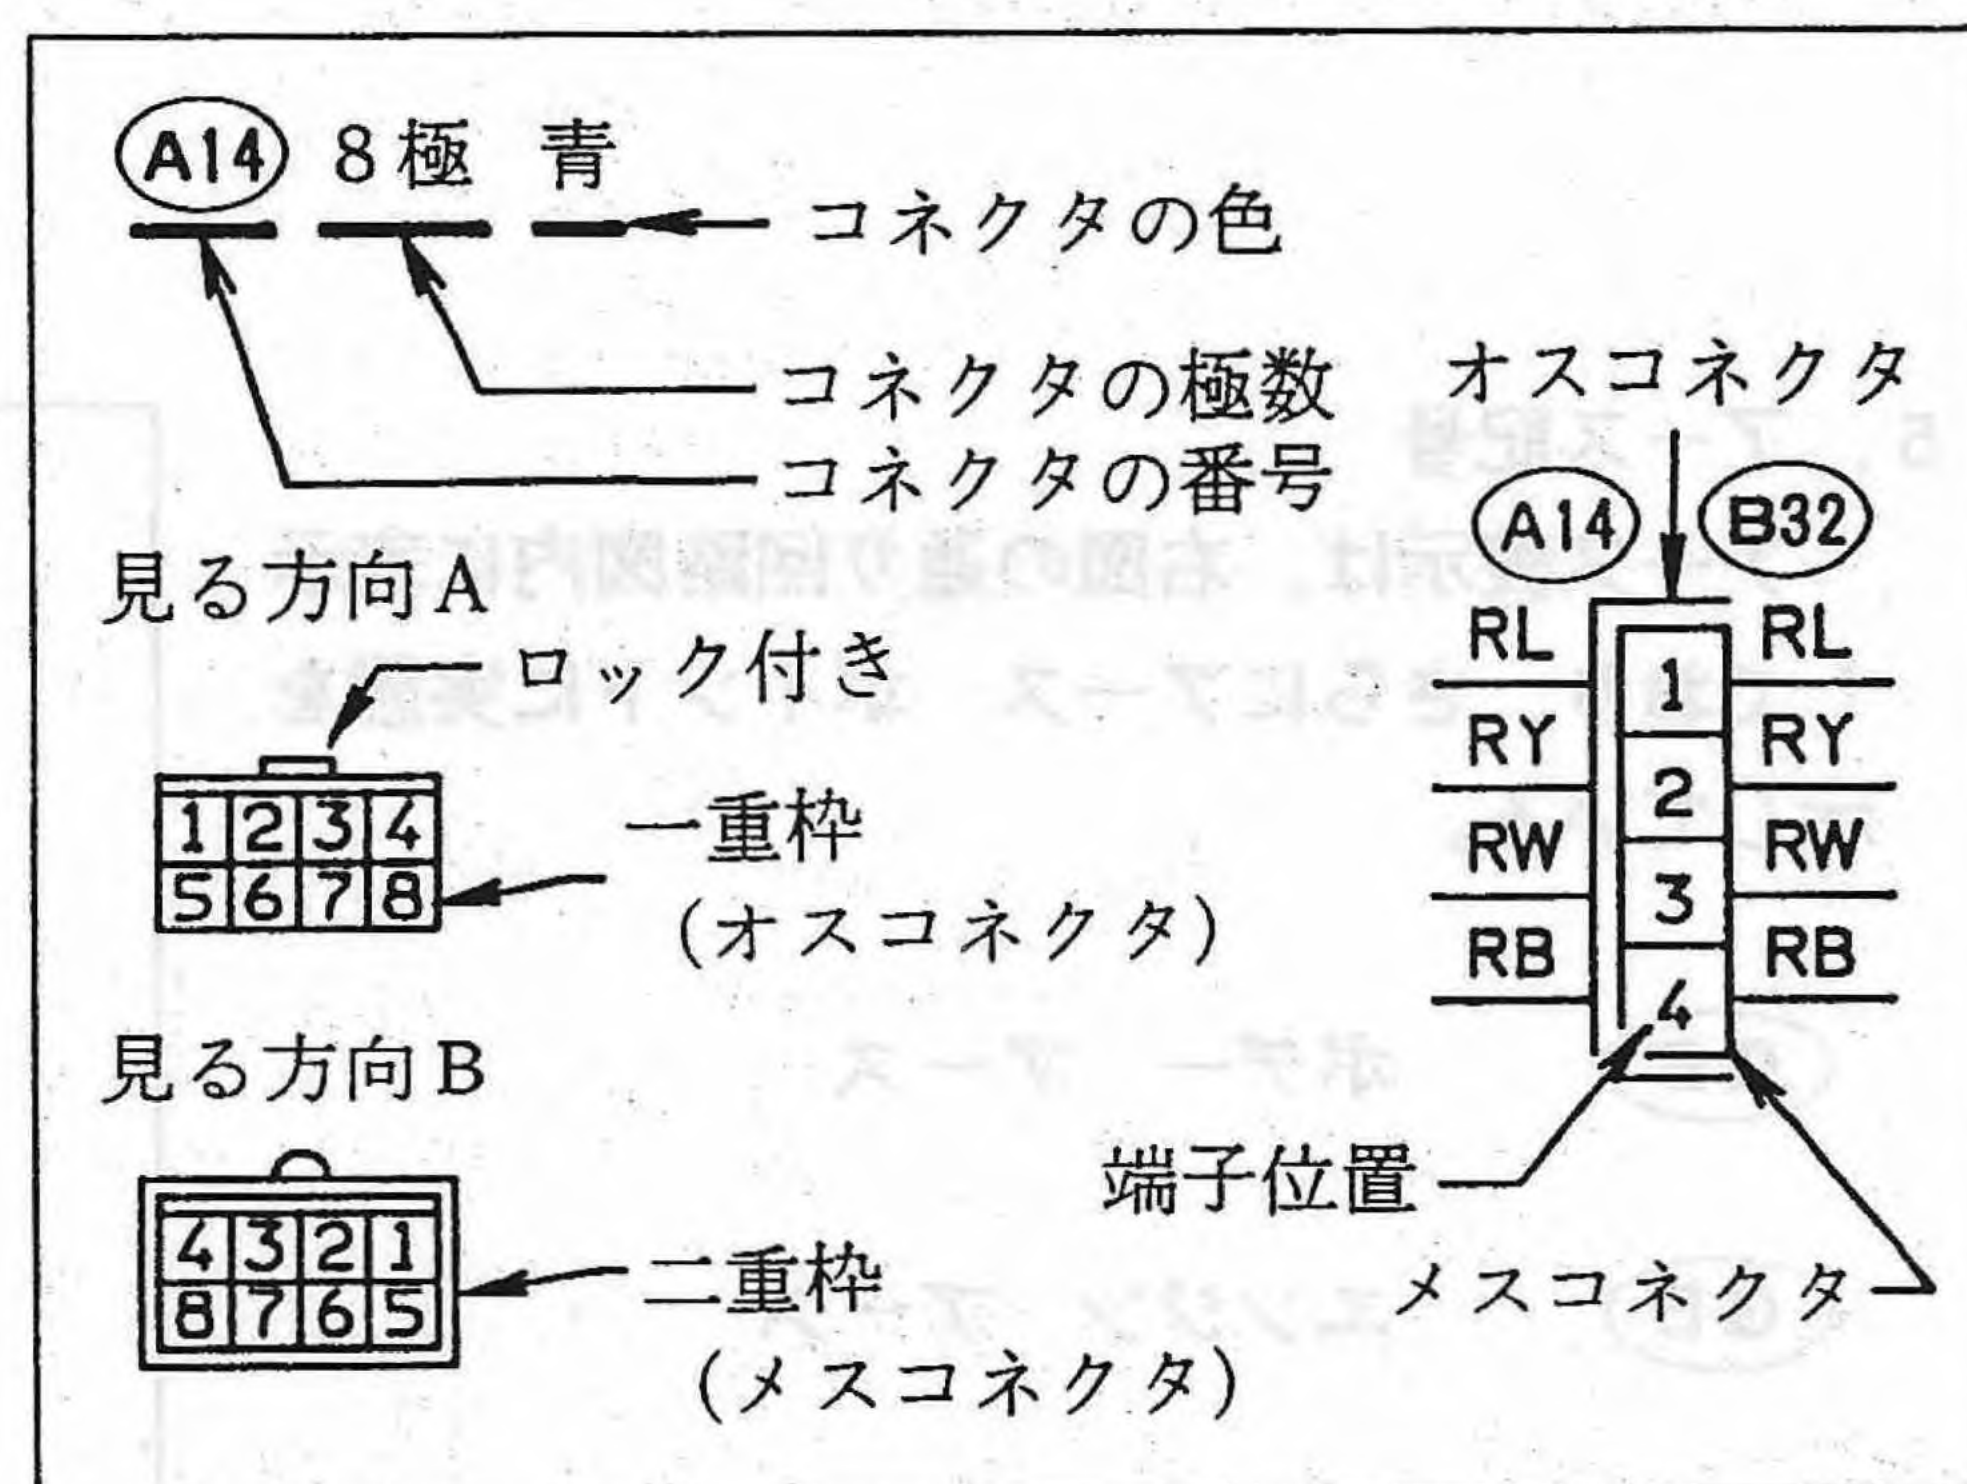 A14 8極 青
コネクタの色
コネクタの極数
コネクタの番号
見る方向A
ロック付き
1 2 3 4
5 6 7 8
一重枠
(オスコネクタ)
見る方向B
4 3 2 1
8 7 6 5
二重枠
(メスコネクタ)
オスコネクタ
A14 B32
RL 1 RL
RY 2 RY
RW 3 RW
RB 4 RB
端子位置
メスコネクタ